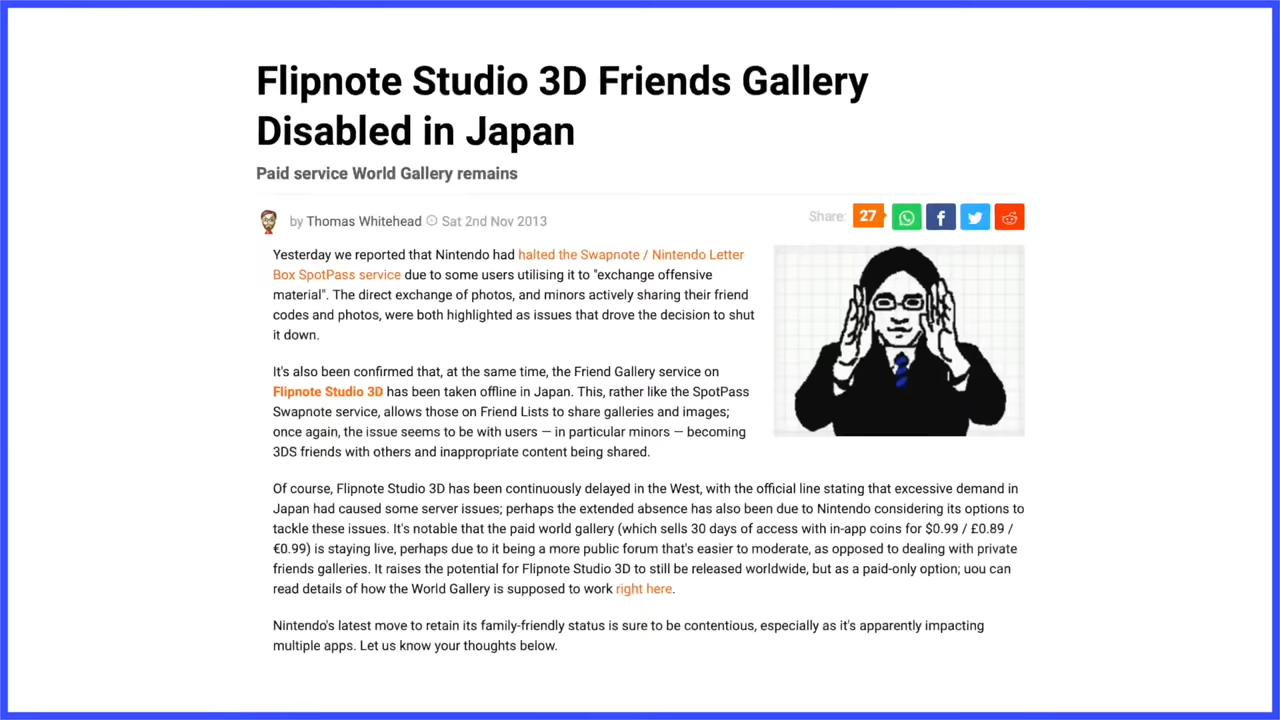 Flipnote Studio 3D Friends Gallery
Disabled in Japan
Paid service World Gallery remains
by Thomas Whitehead Sat 2nd Nov 2013
Share: 27
Yesterday we reported that Nintendo had halted the Swapnote / Nintendo Letter
Box SpotPass service due to some users utilising it to "exchange offensive
material". The direct exchange of photos, and minors actively sharing their friend
codes and photos, were both highlighted as issues that drove the decision to shut
it down.
It's also been confirmed that, at the same time, the Friend Gallery service on
Flipnote Studio 3D has been taken offline in Japan. This, rather like the SpotPass
Swapnote service, allows those on Friend Lists to share galleries and images;
once again, the issue seems to be with users — in particular minors — becoming
3DS friends with others and inappropriate content being shared.
Of course, Flipnote Studio 3D has been continuously delayed in the West, with the official line stating that excessive demand in
Japan had caused some server issues; perhaps the extended absence has also been due to Nintendo considering its options to
tackle these issues. It's notable that the paid world gallery (which sells 30 days of access with in-app coins for $0.99 / £0.89 /
€0.99) is staying live, perhaps due to it being a more public forum that's easier to moderate, as opposed to dealing with private
friends galleries. It raises the potential for Flipnote Studio 3D to still be released worldwide, but as a paid-only option; uou can
read details of how the World Gallery is supposed to work right here.
Nintendo's latest move to retain its family-friendly status is sure to be contentious, especially as it's apparently impacting
multiple apps. Let us know your thoughts below.